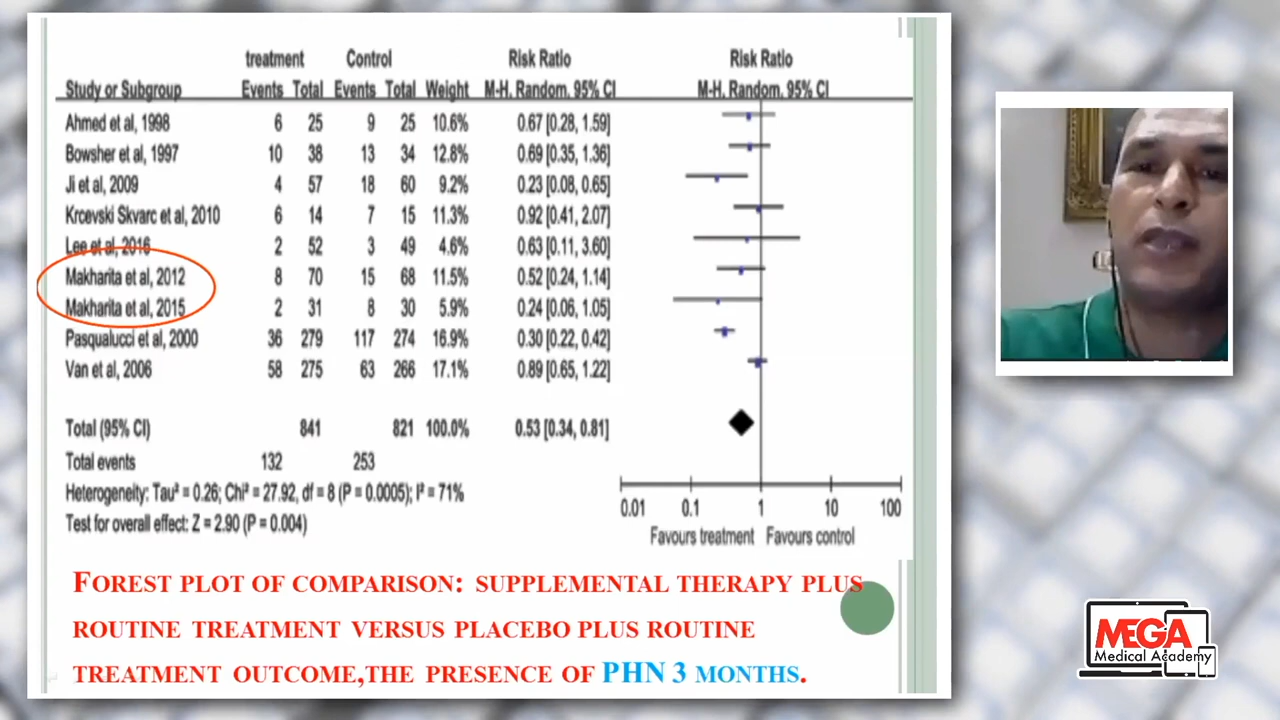 treatment Control Risk Ratio Risk Ratio
Study or Subgroup Events Total Events Total Weight M-H. Random. 95% CI M-H. Random. 95% CI
Ahmed et al, 1998 6 25 9 25 10.6% 0.67 [0.28, 1.59]
Bowsher et al, 1997 10 38 13 34 12.8% 0.69 [0.35, 1.36]
Ji et al, 2009 4 57 18 60 9.2% 0.23 [0.08, 0.65]
Krcevski Skvarc et al, 2010 6 14 7 15 11.3% 0.92 [0.41, 2.07]
Lee et al, 2016 2 52 3 49 4.6% 0.63 [0.11, 3.60]
Makharita et al, 2012 8 70 15 68 11.5% 0.52 [0.24, 1.14]
Makharita et al, 2015 2 31 8 30 5.9% 0.24 [0.06, 1.05]
Pasqualucci et al, 2000 36 279 117 274 16.9% 0.30 [0.22, 0.42]
Van et al, 2006 58 275 63 266 17.1% 0.89 [0.65, 1.22]
Total (95% CI) 841 821 100.0% 0.53 [0.34, 0.81]
Total events 132 253
Heterogeneity: Tau² = 0.26; Chi² = 27.92, df = 8 (P = 0.0005); I² = 71%
Test for overall effect: Z = 2.90 (P = 0.004)
0.01 0.1 1 10 100
Favours treatment Favours control
FOREST PLOT OF COMPARISON: SUPPLEMENTAL THERAPY PLUS
ROUTINE TREATMENT VERSUS PLACEBO PLUS ROUTINE
TREATMENT OUTCOME,THE PRESENCE OF PHN 3 MONTHS.
MEGA
Medical Academy